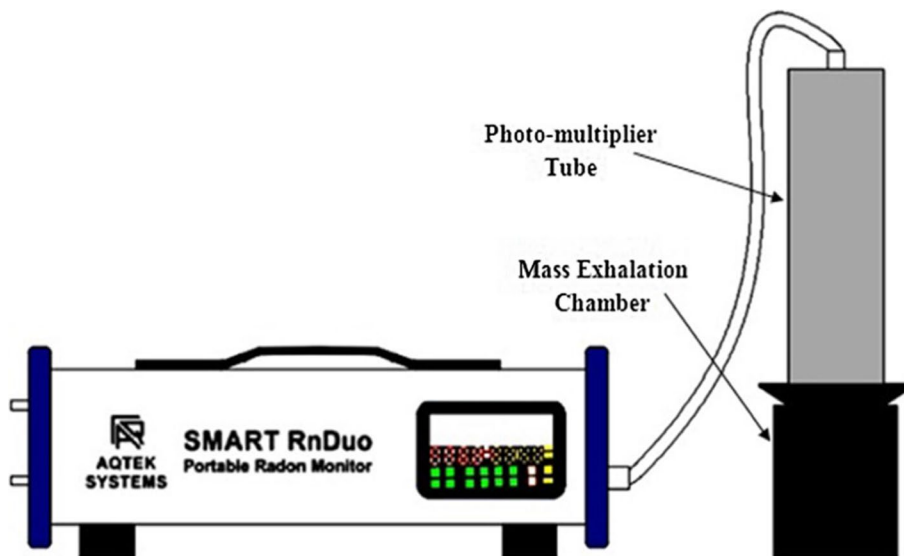 Photo-multiplier
Tube
Mass Exhalation
Chamber
AQTEK
SYSTEMS
SMART RnDuo
Portable Radon Monitor